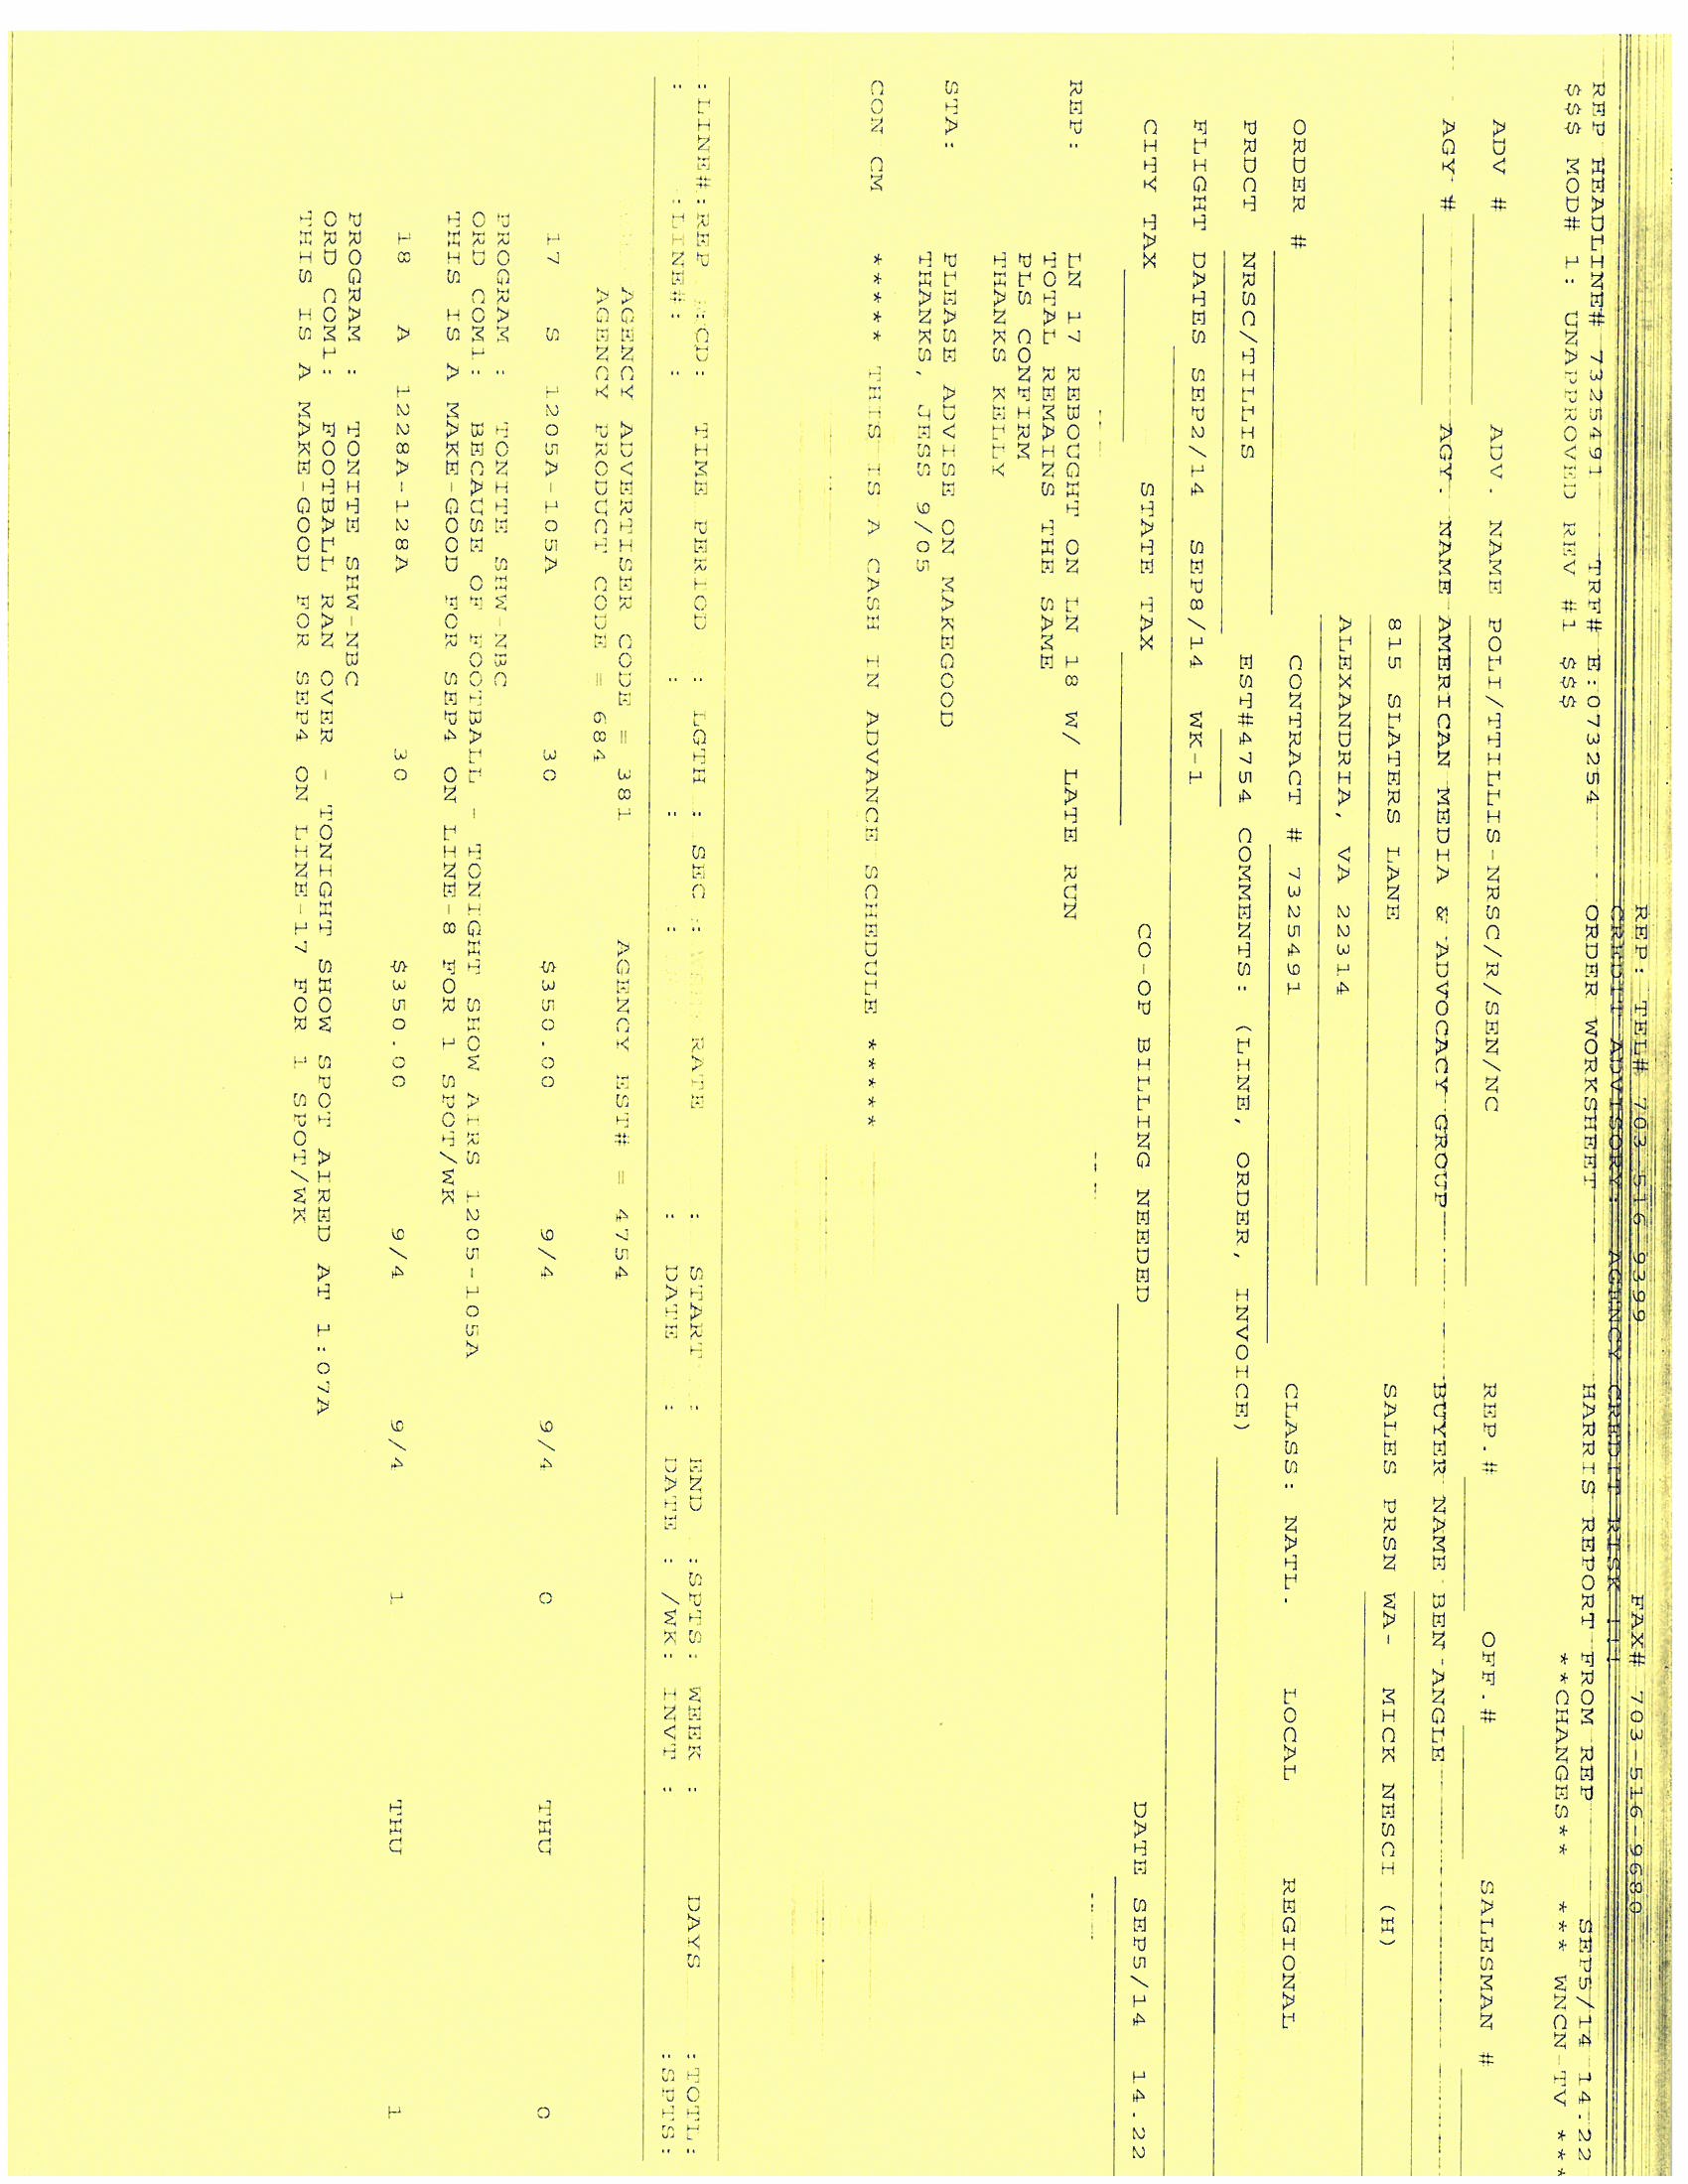 REP: TEL# 703-516-9399 FAX# 703-516-9680
CREDIT ADVISORY: AGENCY CREDIT RISK !!!
REP HEADLINE# 7325491 TRF# E:073254 ORDER WORKSHEET HARRIS REPORT FROM REP SEP5/14 14.22
$$$ MOD# 1: UNAPPROVED REV #1 $$$ **CHANGES** *** WNCN-TV ***
ADV # ADV. NAME POLI/TTILLIS-NRSC/R/SEN/NC REP.# OFF.# SALESMAN #
AGY # AGY. NAME AMERICAN MEDIA & ADVOCACY GROUP BUYER NAME BEN ANGLE
815 SLATERS LANE SALES PRSN WA- MICK NESCI (H)
ALEXANDRIA, VA 22314
ORDER # CONTRACT # 7325491 CLASS: NATL. LOCAL REGIONAL
PRDCT NRSC/TILLIS EST#4754 COMMENTS: (LINE, ORDER, INVOICE)
FLIGHT DATES SEP2/14 SEP8/14 WK-1
CITY TAX STATE TAX CO-OP BILLING NEEDED DATE SEP5/14 14.22
REP: LN 17 REBOUGHT ON LN 18 W/ LATE RUN
TOTAL REMAINS THE SAME
PLS CONFIRM
THANKS KELLY
STA: PLEASE ADVISE ON MAKEGOOD
THANKS, JESS 9/05
CON CM ***** THIS IS A CASH IN ADVANCE SCHEDULE *****
:LINE#:REP :CD: TIME PERIOD : LGTH : SEC : RATE : START : END :SPTS: WEEK : DAYS :TOTL:
: :LINE#: : : : : : DATE : DATE : /WK: INVT : :SPTS:
AGENCY ADVERTISER CODE = 381 AGENCY EST# = 4754
AGENCY PRODUCT CODE = 684
17 S 1205A-105A 30 $350.00 9/4 9/4 0 THU 0
PROGRAM : TONITE SHW-NBC
ORD COM1: BECAUSE OF FOOTBALL - TONIGHT SHOW AIRS 1205-105A
THIS IS A MAKE-GOOD FOR SEP4 ON LINE-8 FOR 1 SPOT/WK
18 A 1228A-128A 30 $350.00 9/4 9/4 1 THU 1
PROGRAM : TONITE SHW-NBC
ORD COM1: FOOTBALL RAN OVER - TONIGHT SHOW SPOT AIRED AT 1:07A
THIS IS A MAKE-GOOD FOR SEP4 ON LINE-17 FOR 1 SPOT/WK